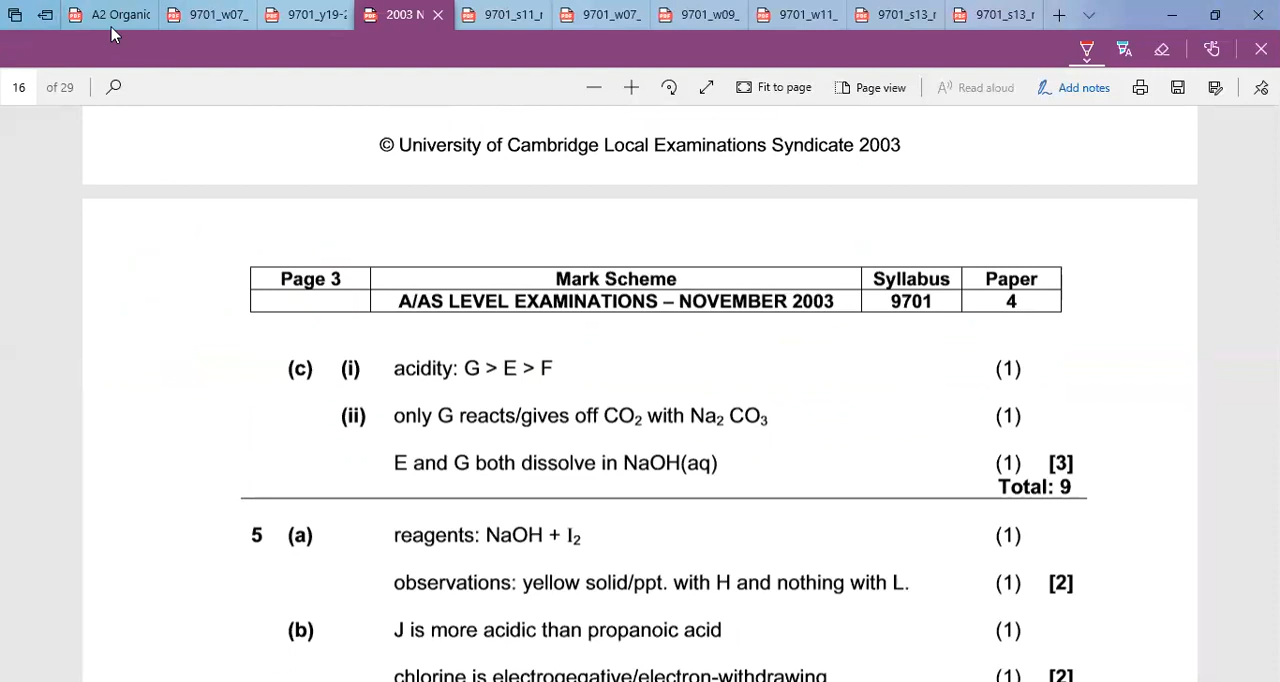 A2 Organic
9701_w07_
9701_y19-2
2003 N
9701_s11_
9701_w07_
9701_w09_
9701_w11_
9701_s13_
9701_s13_
16 of 29
Fit to page
Page view
Read aloud
Add notes
© University of Cambridge Local Examinations Syndicate 2003
Page 3 Mark Scheme Syllabus Paper
A/AS LEVEL EXAMINATIONS – NOVEMBER 2003 9701 4
(c) (i) acidity: G > E > F (1)
(ii) only G reacts/gives off CO₂ with Na₂ CO₃ (1)
E and G both dissolve in NaOH(aq) (1) [3]
Total: 9
5 (a) reagents: NaOH + I₂ (1)
observations: yellow solid/ppt. with H and nothing with L. (1) [2]
(b) J is more acidic than propanoic acid (1)
chlorine is electrogegative/electron-withdrawing (1) [2]